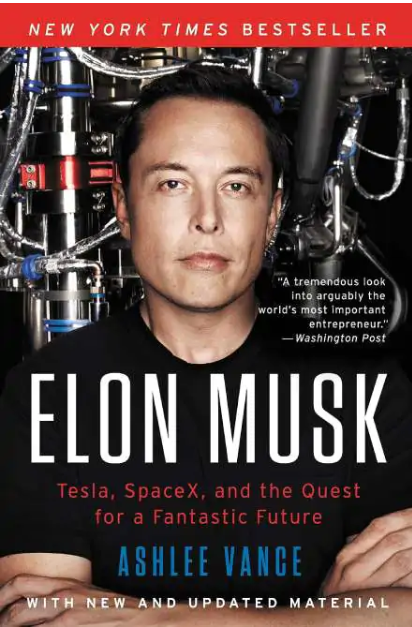 NEW YORK TIMES BESTSELLER
"A tremendous look
into arguably the
world's most important
entrepreneur."
—Washington Post
ELON MUSK
Tesla, SpaceX, and the Quest
for a Fantastic Future
ASHLEE VANCE
WITH NEW AND UPDATED MATERIAL